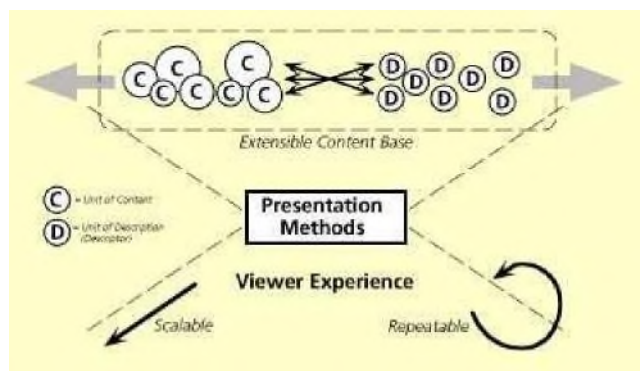 C C D D D
C D D
C C C C D D D
Extensible Content Base
C = Unit of Content
D = Unit of Description
(Descriptor)
Presentation
Methods
Viewer Experience
Scalable
Repeatable